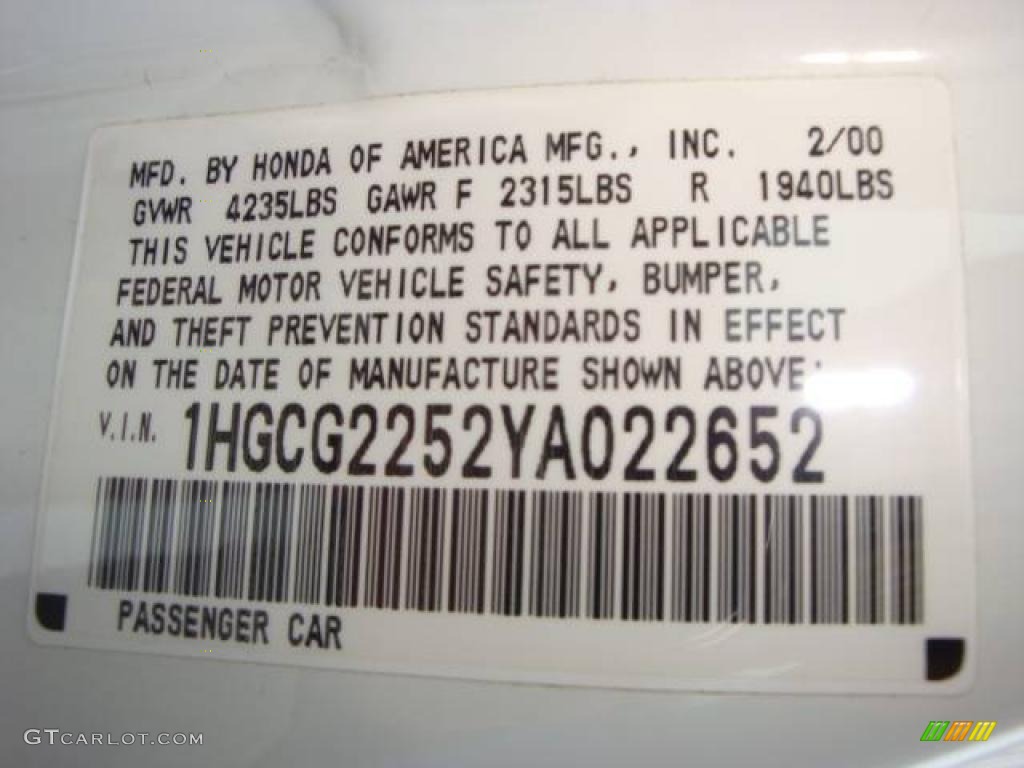 MFD. BY HONDA OF AMERICA MFG., INC. 2/00
GVWR 4235LBS GAWR F 2315LBS R 1940LBS
THIS VEHICLE CONFORMS TO ALL APPLICABLE
FEDERAL MOTOR VEHICLE SAFETY, BUMPER,
AND THEFT PREVENTION STANDARDS IN EFFECT
ON THE DATE OF MANUFACTURE SHOWN ABOVE:
V.I.N. 1HGCG2252YA022652
PASSENGER CAR
GTCARLOT.COM